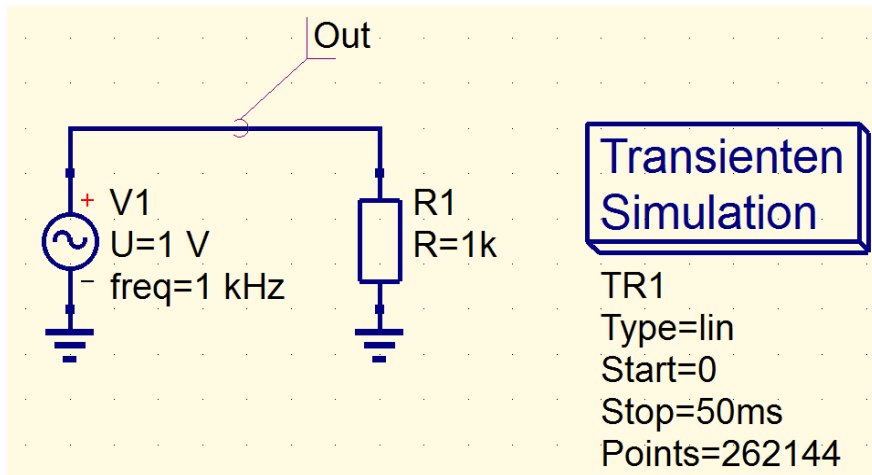 Out
V1
U=1 V
freq=1 kHz
+
−
R1
R=1k
Transienten
Simulation
TR1
Type=lin
Start=0
Stop=50ms
Points=262144